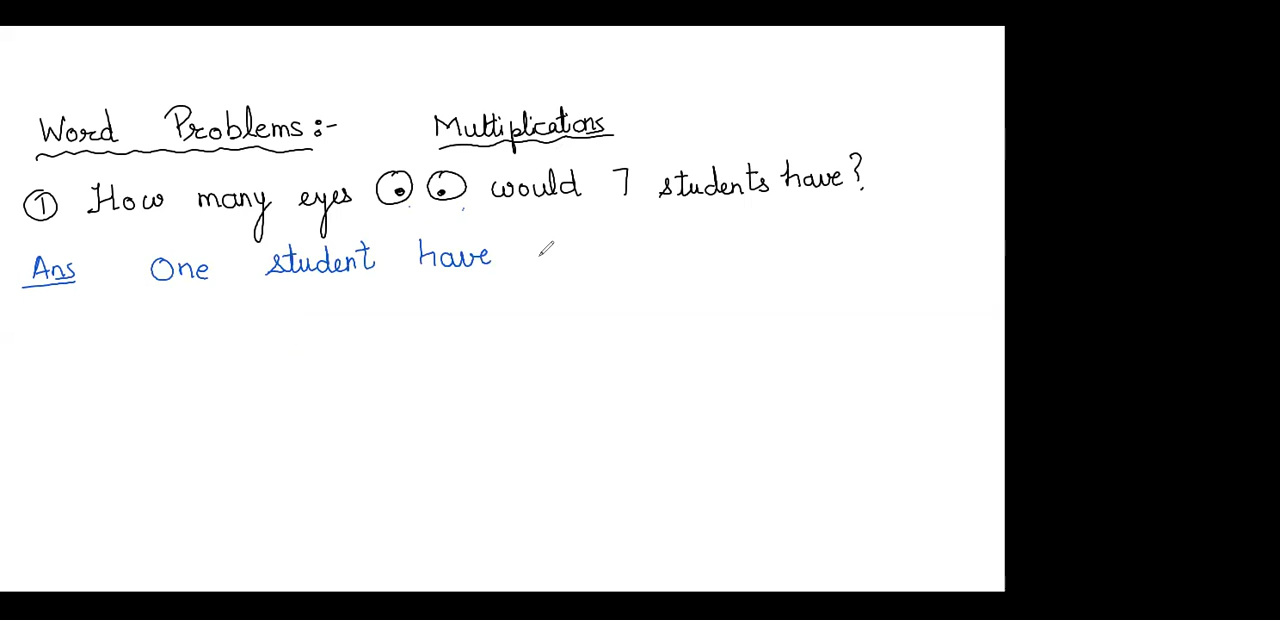 Word Problems:- Multiplications
① How many eyes would 7 students have?
Ans One student have